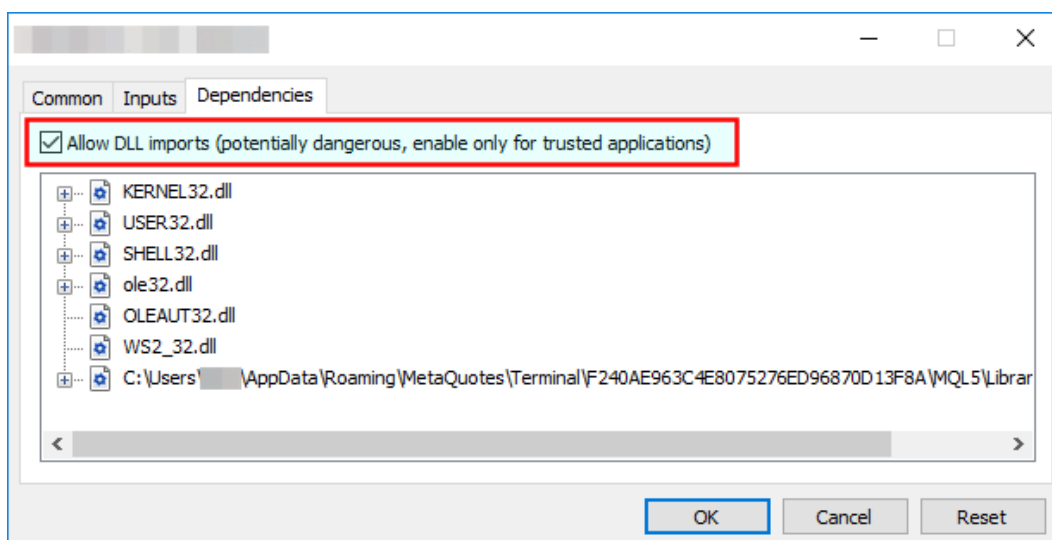 Common Inputs Dependencies
Allow DLL imports (potentially dangerous, enable only for trusted applications)
KERNEL32.dll
USER32.dll
SHELL32.dll
ole32.dll
OLEAUT32.dll
WS2_32.dll
C:\Users\ \AppData\Roaming\MetaQuotes\Terminal\F240AE963C4E8075276ED96870D13F8A\MQL5\Librar
OK Cancel Reset